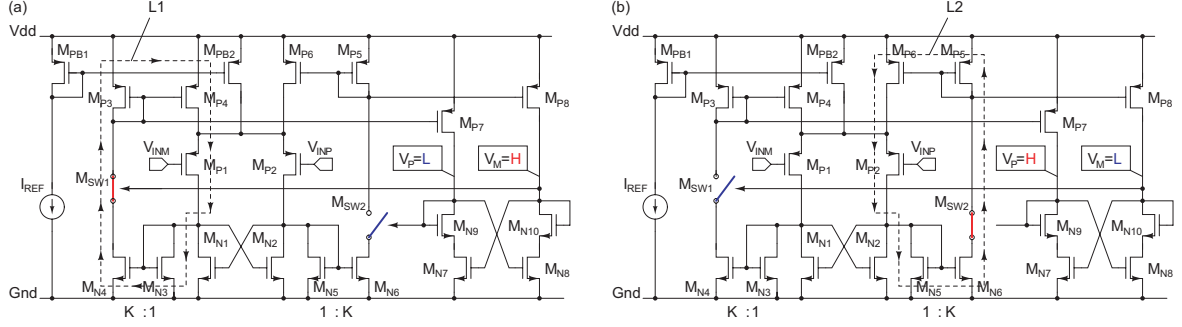 (a)
L1
Vdd
MPB1
MPB2
MP6
MP5
MP3
MP4
MP8
MP7
VINM
VINP
MP1
MP2
VP=L
VM=H
MSW1
IREF
MSW2
MN1
MN2
MN9
MN10
MN4
MN3
MN5
MN6
MN7
MN8
Gnd
K :1
1 : K
(b)
L2
Vdd
MPB1
MPB2
MP6
MP5
MP3
MP4
MP8
MP7
VINM
VINP
MP1
MP2
VP=H
VM=L
MSW1
IREF
MSW2
MN1
MN2
MN9
MN10
MN4
MN3
MN5
MN6
MN7
MN8
Gnd
K :1
1 : K